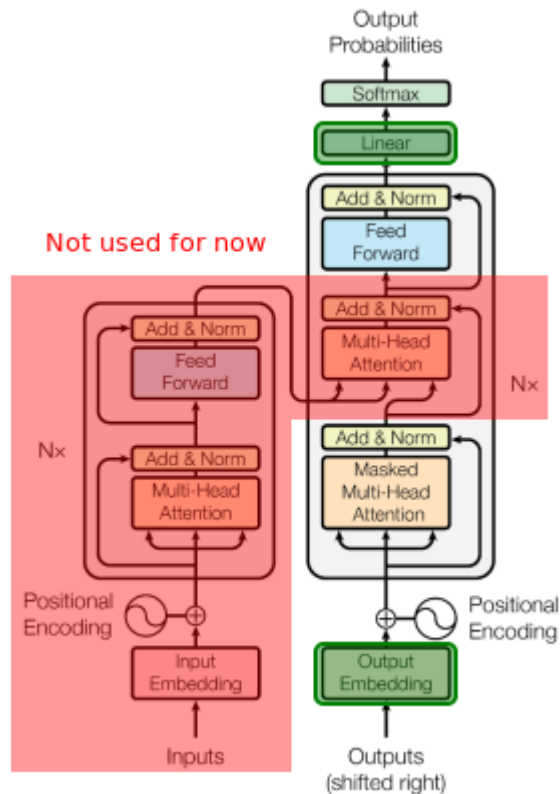 Output
Probabilities
Softmax
Linear
Add & Norm
Feed
Forward
Not used for now
Add & Norm
Multi-Head
Attention
Nx
Add & Norm
Masked
Multi-Head
Attention
Positional
Encoding
Output
Embedding
Outputs
(shifted right)
Add & Norm
Feed
Forward
Nx
Add & Norm
Multi-Head
Attention
Positional
Encoding
Input
Embedding
Inputs